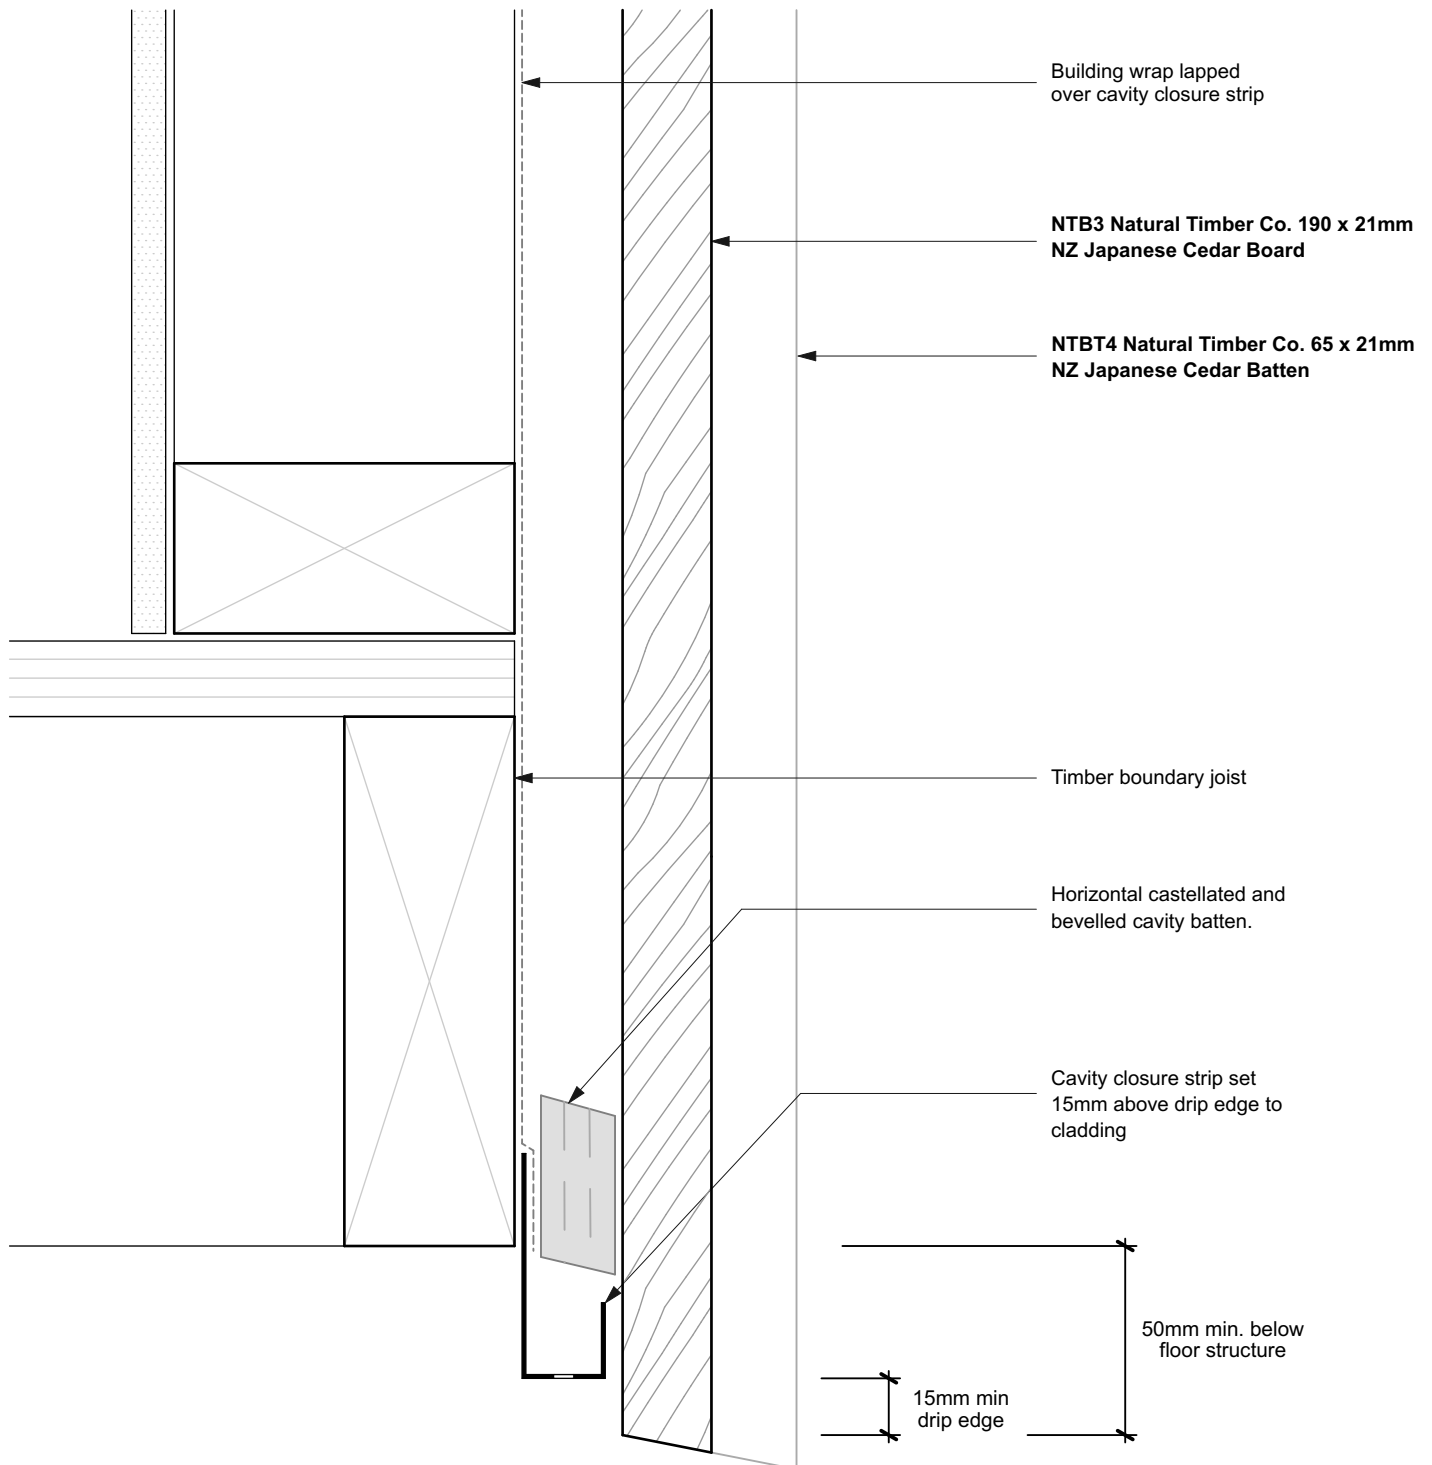 Building wrap lapped
over cavity closure strip
NTB3 Natural Timber Co. 190 x 21mm
NZ Japanese Cedar Board
NTBT4 Natural Timber Co. 65 x 21mm
NZ Japanese Cedar Batten
Timber boundary joist
Horizontal castellated and
bevelled cavity batten.
Cavity closure strip set
15mm above drip edge to
cladding
50mm min. below
floor structure
15mm min
drip edge